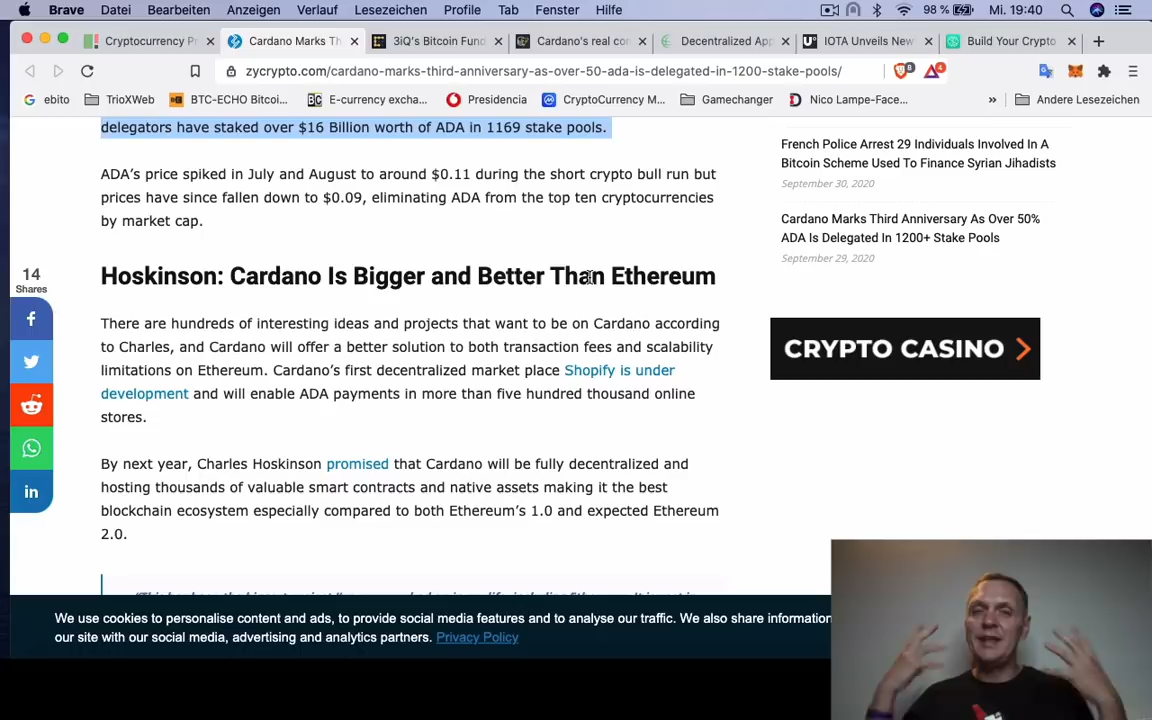 Brave Datei Bearbeiten Anzeigen Verlauf Lesezeichen Profile Tab Fenster Hilfe 98 % Mi. 19:40
Cryptocurrency Pr Cardano Marks Th 3iQ's Bitcoin Fund Cardano's real con Decentralized App IOTA Unveils New Build Your Crypto
zycrypto.com/cardano-marks-third-anniversary-as-over-50-ada-is-delegated-in-1200-stake-pools/ 8 4
ebito TrioXWeb BTC-ECHO Bitcoi... E-currency excha... Presidencia CryptoCurrency M... Gamechanger Nico Lampe-Face... » Andere Lesezeichen
delegators have staked over $16 Billion worth of ADA in 1169 stake pools.
ADA's price spiked in July and August to around $0.11 during the short crypto bull run but
prices have since fallen down to $0.09, eliminating ADA from the top ten cryptocurrencies
by market cap.
Hoskinson: Cardano Is Bigger and Better Than Ethereum
There are hundreds of interesting ideas and projects that want to be on Cardano according
to Charles, and Cardano will offer a better solution to both transaction fees and scalability
limitations on Ethereum. Cardano's first decentralized market place Shopify is under
development and will enable ADA payments in more than five hundred thousand online
stores.
By next year, Charles Hoskinson promised that Cardano will be fully decentralized and
hosting thousands of valuable smart contracts and native assets making it the best
blockchain ecosystem especially compared to both Ethereum's 1.0 and expected Ethereum
2.0.
14
Shares
French Police Arrest 29 Individuals Involved In A
Bitcoin Scheme Used To Finance Syrian Jihadists
September 30, 2020
Cardano Marks Third Anniversary As Over 50%
ADA Is Delegated In 1200+ Stake Pools
September 29, 2020
CRYPTO CASINO
We use cookies to personalise content and ads, to provide social media features and to analyse our traffic. We also share information
our site with our social media, advertising and analytics partners. Privacy Policy